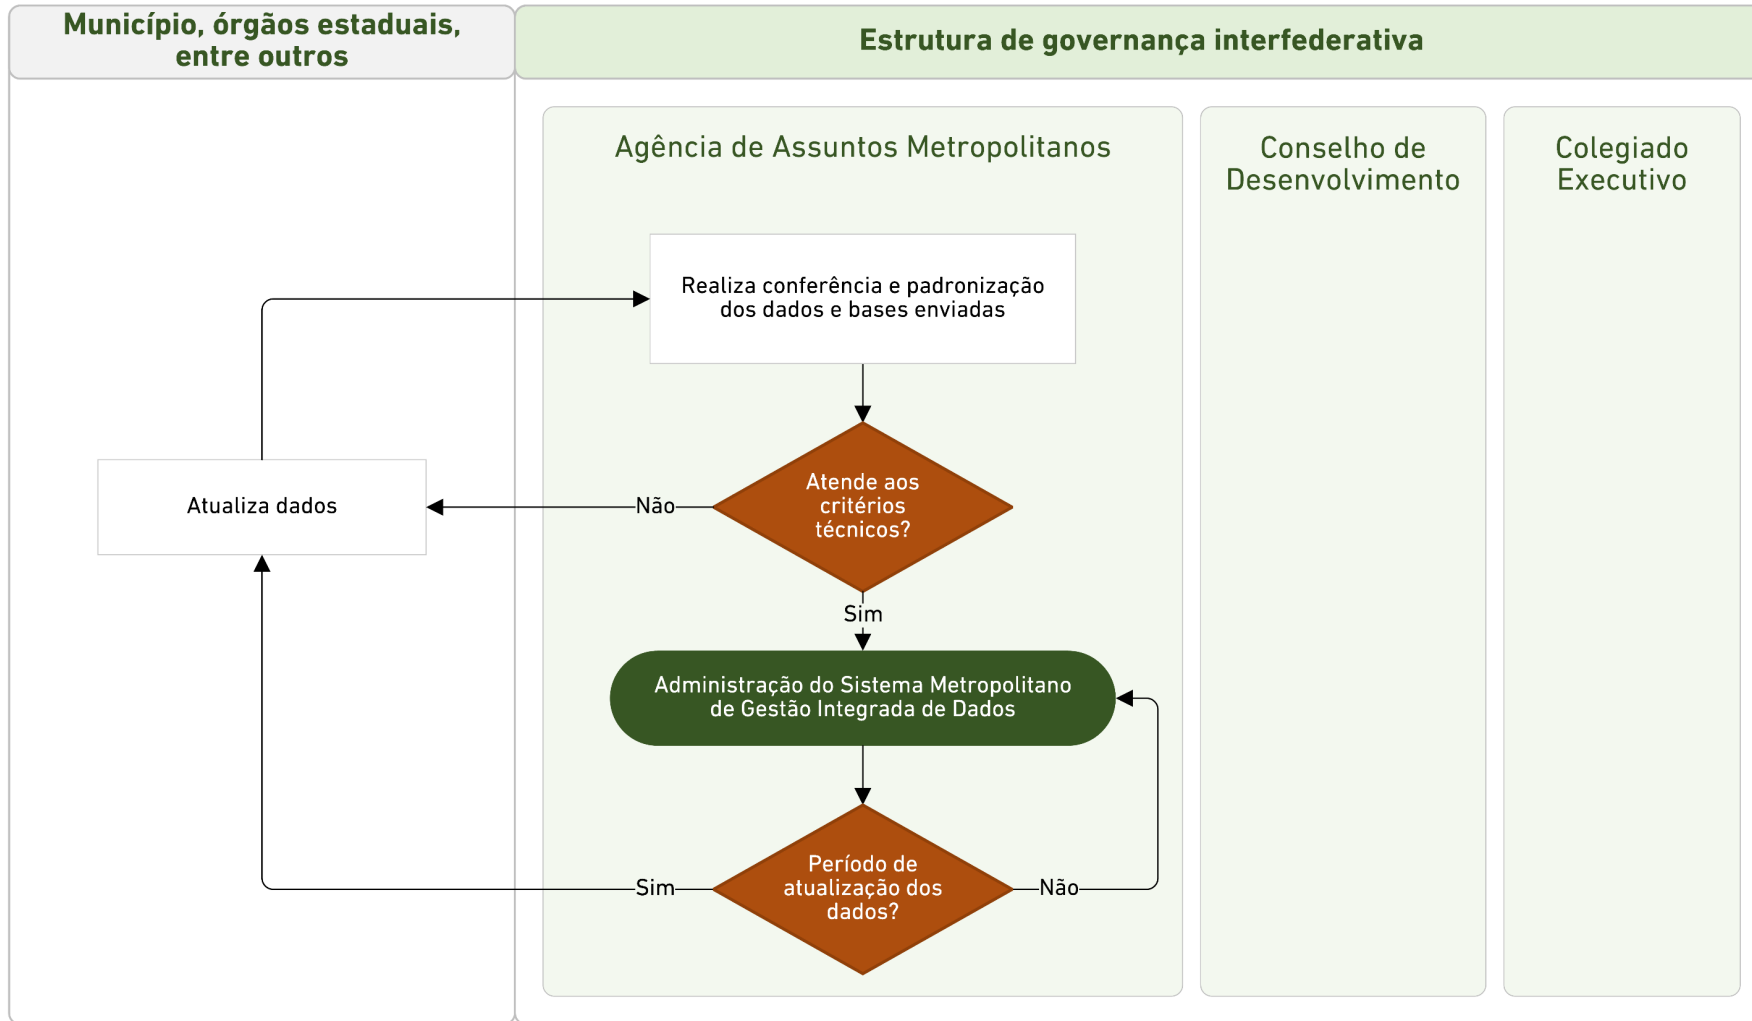 Município, órgãos estaduais,
entre outros
Estrutura de governança interfederativa
Agência de Assuntos Metropolitanos
Conselho de
Desenvolvimento
Colegiado
Executivo
Realiza conferência e padronização
dos dados e bases enviadas
Atualiza dados
Não
Atende aos
critérios
técnicos?
Sim
Administração do Sistema Metropolitano
de Gestão Integrada de Dados
Sim
Período de
atualização dos
dados?
Não